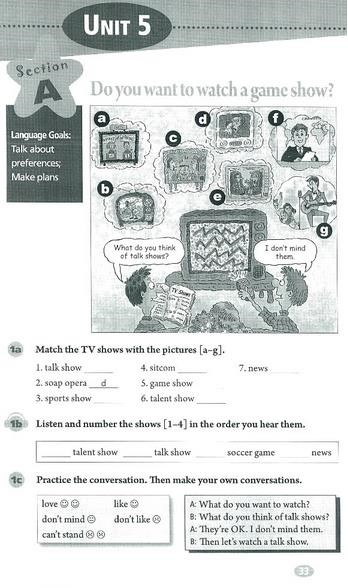 UNIT 5
Section A
Do you want to watch a game show?
Language Goals:
Talk about
preferences;
Make plans
a
b
c
d
e
f
g
What do you think
of talk shows?
I don't mind
them.
TV Shows
1a Match the TV shows with the pictures [a–g].
1. talk show ______ 4. sitcom ______ 7. news ______
2. soap opera __d__ 5. game show ______
3. sports show ______ 6. talent show ______
1b Listen and number the shows [1–4] in the order you hear them.
______ talent show ______ talk show ______ soccer game ______ news
1c Practice the conversation. Then make your own conversations.
love ☺☺ like ☺
don't mind 😐 don't like ☹
can't stand ☹☹
A: What do you want to watch?
B: What do you think of talk shows?
A: They're OK. I don't mind them.
B: Then let's watch a talk show.
33